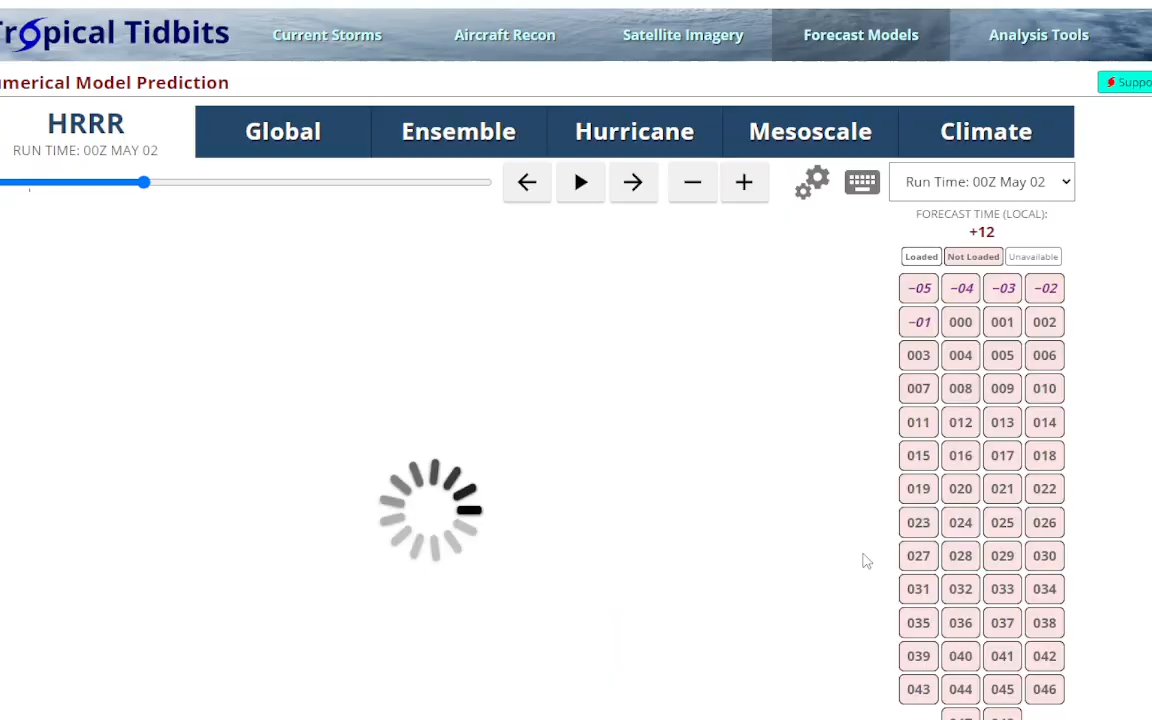 Tropical Tidbits
Current Storms Aircraft Recon Satellite Imagery Forecast Models Analysis Tools
umerical Model Prediction
Suppo
HRRR
RUN TIME: 00Z MAY 02
Global Ensemble Hurricane Mesoscale Climate
Run Time: 00Z May 02
FORECAST TIME (LOCAL):
+12
Loaded Not Loaded Unavailable
−05 −04 −03 −02
−01 000 001 002
003 004 005 006
007 008 009 010
011 012 013 014
015 016 017 018
019 020 021 022
023 024 025 026
027 028 029 030
031 032 033 034
035 036 037 038
039 040 041 042
043 044 045 046